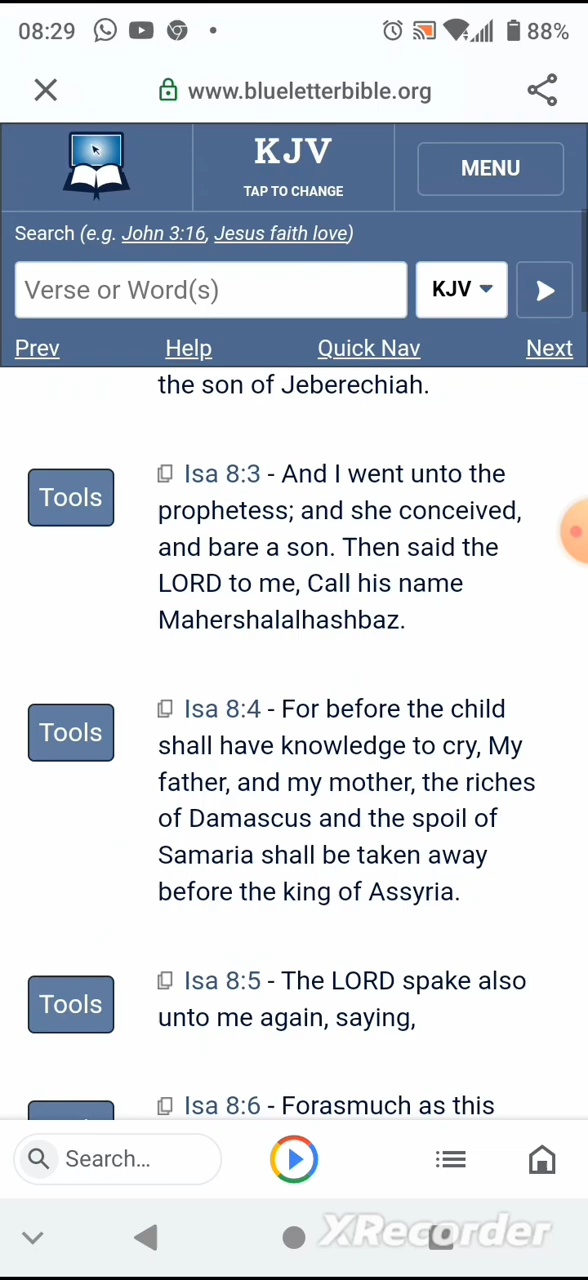 08:29 88%
www.blueletterbible.org
KJV
TAP TO CHANGE
MENU
Search (e.g. John 3:16, Jesus faith love)
Verse or Word(s)
KJV
Prev Help Quick Nav Next
the son of Jeberechiah.
Tools
Isa 8:3 - And I went unto the
prophetess; and she conceived,
and bare a son. Then said the
LORD to me, Call his name
Mahershalalhashbaz.
Tools
Isa 8:4 - For before the child
shall have knowledge to cry, My
father, and my mother, the riches
of Damascus and the spoil of
Samaria shall be taken away
before the king of Assyria.
Tools
Isa 8:5 - The LORD spake also
unto me again, saying,
Isa 8:6 - Forasmuch as this
Search...
XRecorder